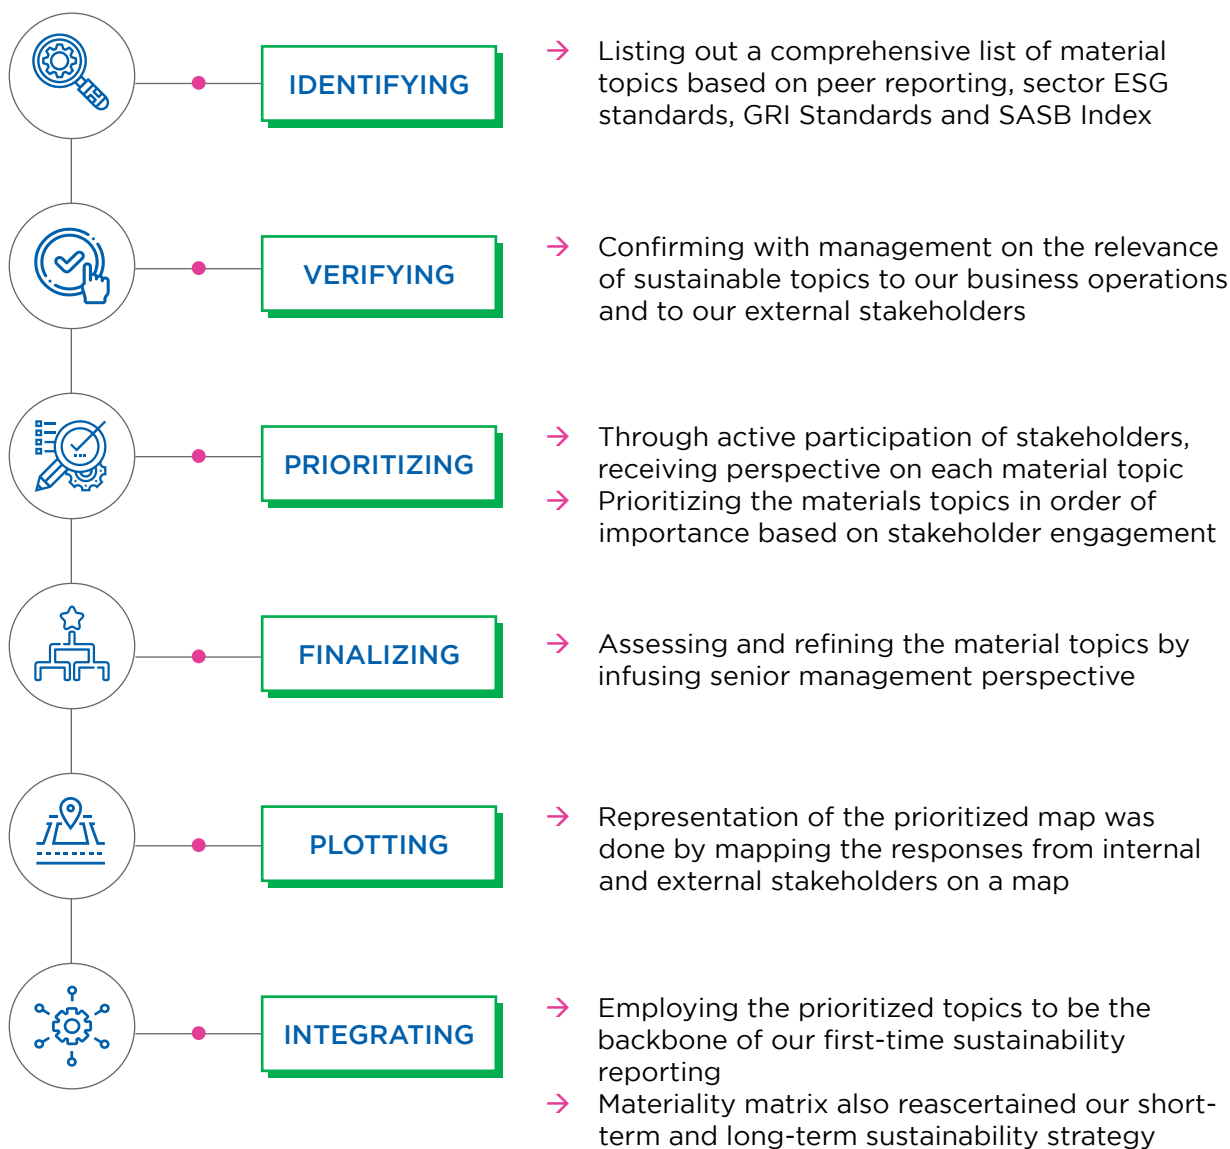 IDENTIFYING
→ Listing out a comprehensive list of material
topics based on peer reporting, sector ESG
standards, GRI Standards and SASB Index
VERIFYING
→ Confirming with management on the relevance
of sustainable topics to our business operations
and to our external stakeholders
PRIORITIZING
→ Through active participation of stakeholders,
receiving perspective on each material topic
→ Prioritizing the materials topics in order of
importance based on stakeholder engagement
FINALIZING
→ Assessing and refining the material topics by
infusing senior management perspective
PLOTTING
→ Representation of the prioritized map was
done by mapping the responses from internal
and external stakeholders on a map
INTEGRATING
→ Employing the prioritized topics to be the
backbone of our first-time sustainability
reporting
→ Materiality matrix also reascertained our short-
term and long-term sustainability strategy